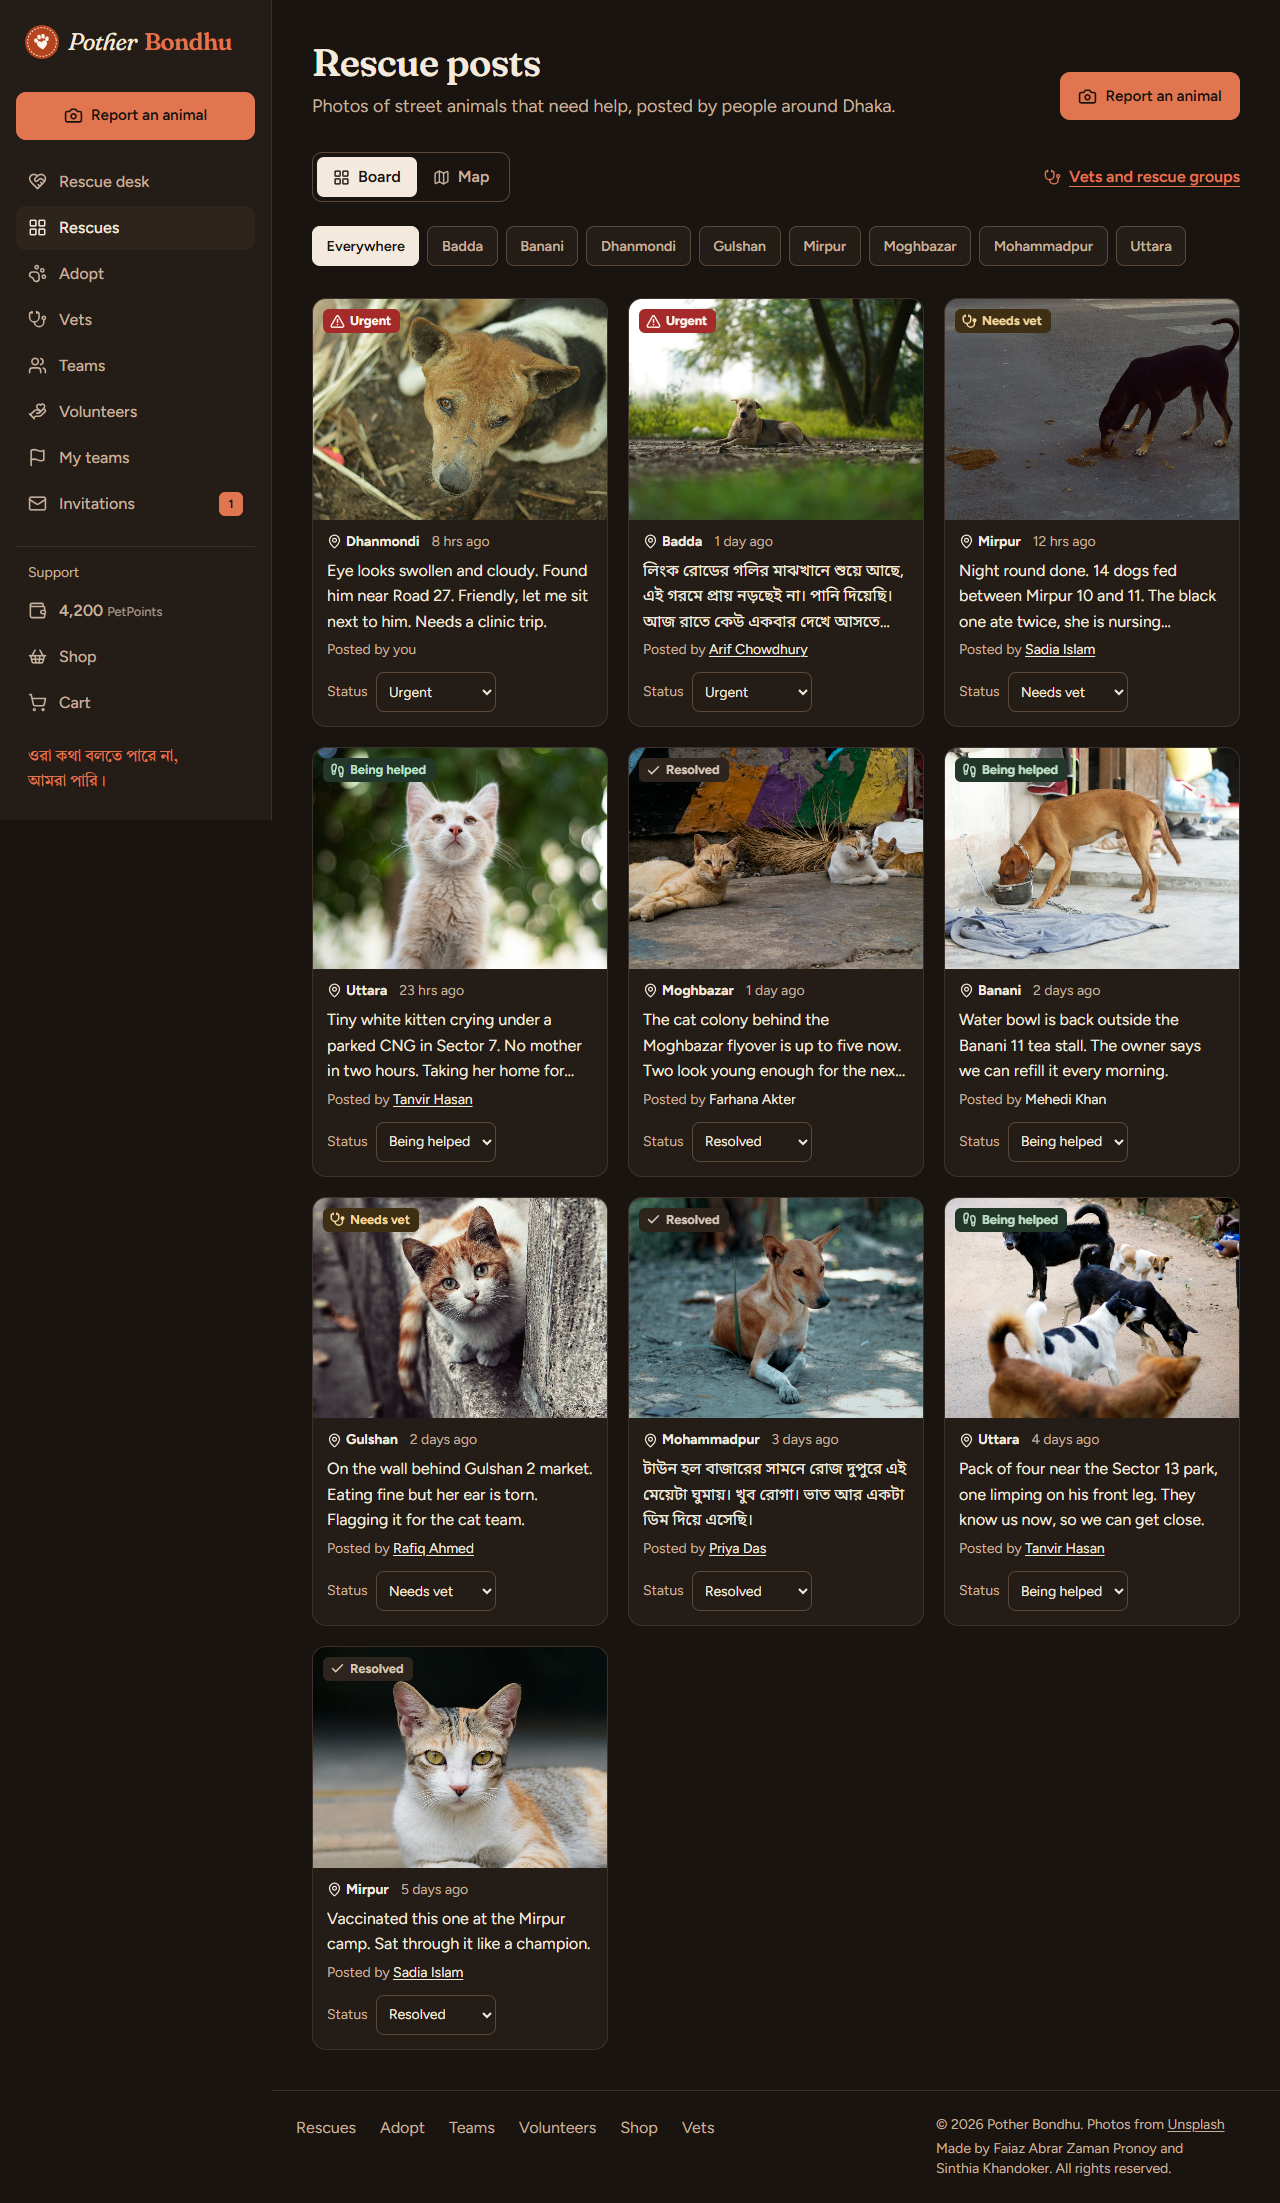 Pother Bondhu
Report an animal
Rescue desk
Rescues
Adopt
Vets
Teams
Volunteers
My teams
Invitations 1
Support
4,200 PetPoints
Shop
Cart
ওরা কথা বলতে পারে না,
আমরা পারি।
Rescue posts
Photos of street animals that need help, posted by people around Dhaka.
Report an animal
Board Map
Vets and rescue groups
Everywhere Badda Banani Dhanmondi Gulshan Mirpur Moghbazar Mohammadpur Uttara
Urgent
Dhanmondi 8 hrs ago
Eye looks swollen and cloudy. Found
him near Road 27. Friendly, let me sit
next to him. Needs a clinic trip.
Posted by you
Status Urgent
Urgent
Badda 1 day ago
লিংক রোডের গলির মাঝখানে শুয়ে আছে,
এই গরমে প্রায় নড়ছেই না। পানি দিয়েছি।
আজ রাতে কেউ একবার দেখে আসতে...
Posted by Arif Chowdhury
Status Urgent
Needs vet
Mirpur 12 hrs ago
Night round done. 14 dogs fed
between Mirpur 10 and 11. The black
one ate twice, she is nursing...
Posted by Sadia Islam
Status Needs vet
Being helped
Uttara 23 hrs ago
Tiny white kitten crying under a
parked CNG in Sector 7. No mother
in two hours. Taking her home for...
Posted by Tanvir Hasan
Status Being helped
Resolved
Moghbazar 1 day ago
The cat colony behind the
Moghbazar flyover is up to five now.
Two look young enough for the nex...
Posted by Farhana Akter
Status Resolved
Being helped
Banani 2 days ago
Water bowl is back outside the
Banani 11 tea stall. The owner says
we can refill it every morning.
Posted by Mehedi Khan
Status Being helped
Needs vet
Gulshan 2 days ago
On the wall behind Gulshan 2 market.
Eating fine but her ear is torn.
Flagging it for the cat team.
Posted by Rafiq Ahmed
Status Needs vet
Resolved
Mohammadpur 3 days ago
টাউন হল বাজারের সামনে রোজ দুপুরে এই
মেয়েটা ঘুমায়। খুব রোগা। ভাত আর একটা
ডিম দিয়ে এসেছি।
Posted by Priya Das
Status Resolved
Being helped
Uttara 4 days ago
Pack of four near the Sector 13 park,
one limping on his front leg. They
know us now, so we can get close.
Posted by Tanvir Hasan
Status Being helped
Resolved
Mirpur 5 days ago
Vaccinated this one at the Mirpur
camp. Sat through it like a champion.
Posted by Sadia Islam
Status Resolved
Rescues Adopt Teams Volunteers Shop Vets
© 2026 Pother Bondhu. Photos from Unsplash
Made by Faiaz Abrar Zaman Pronoy and
Sinthia Khandoker. All rights reserved.